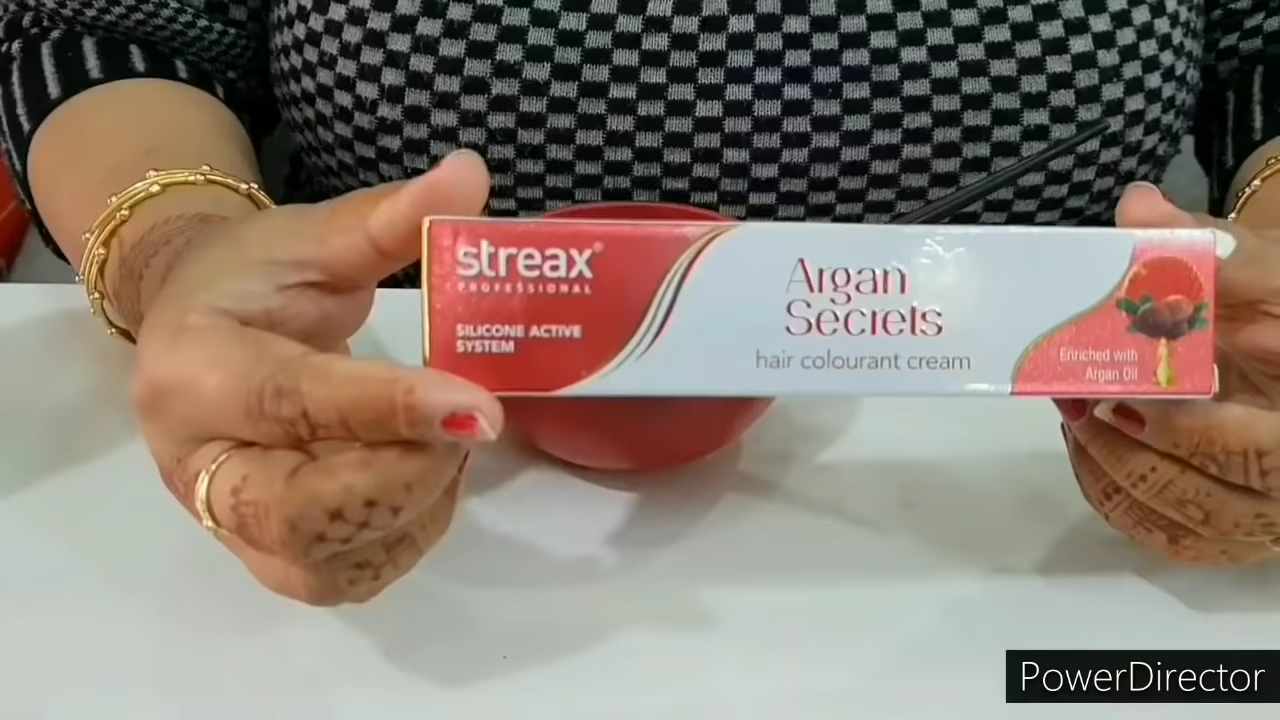 streax®
PROFESSIONAL
SILICONE ACTIVE
SYSTEM
Argan
Secrets
hair colourant cream
Enriched with
Argan Oil
PowerDirector